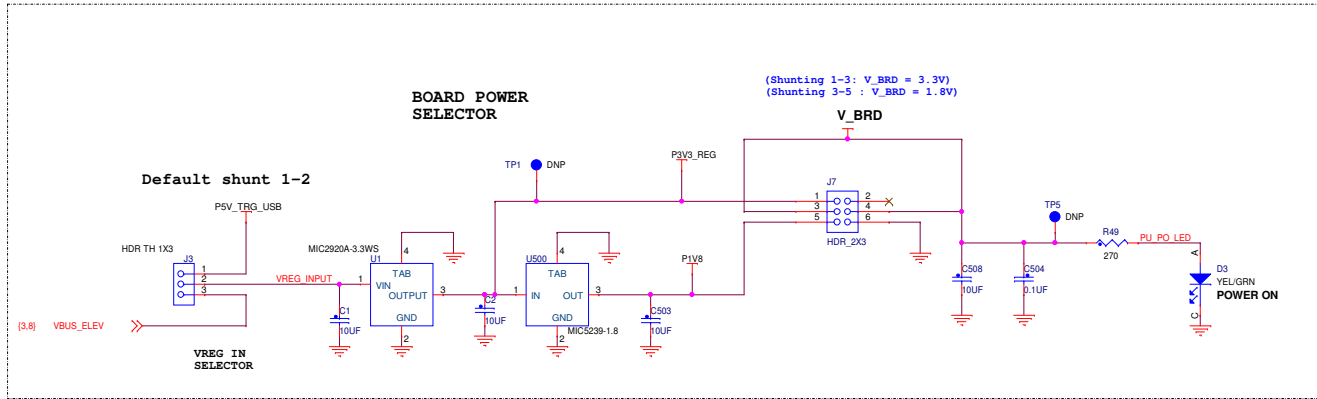 (Shunting 1-3: V_BRD = 3.3V)
(Shunting 3-5 : V_BRD = 1.8V)
BOARD POWER
SELECTOR
V_BRD
TP1
DNP
P3V3_REG
Default shunt 1-2
P5V_TRG_USB
J7
1
2
3
4
5
6
HDR_2X3
TP5
DNP
R49
270
PU_PO_LED
HDR TH 1X3
J3
1
2
3
VREG_INPUT
MIC2920A-3.3WS
U1
4
TAB
1
VIN
OUTPUT
3
GND
2
C1
10UF
C2
10UF
U500
4
TAB
1
IN
OUT
3
GND
MIC5239-1.8
2
P1V8
C503
10UF
C508
10UF
C504
0.1UF
A
D3
YEL/GRN
POWER ON
C
{3,8}
VBUS_ELEV
VREG IN
SELECTOR